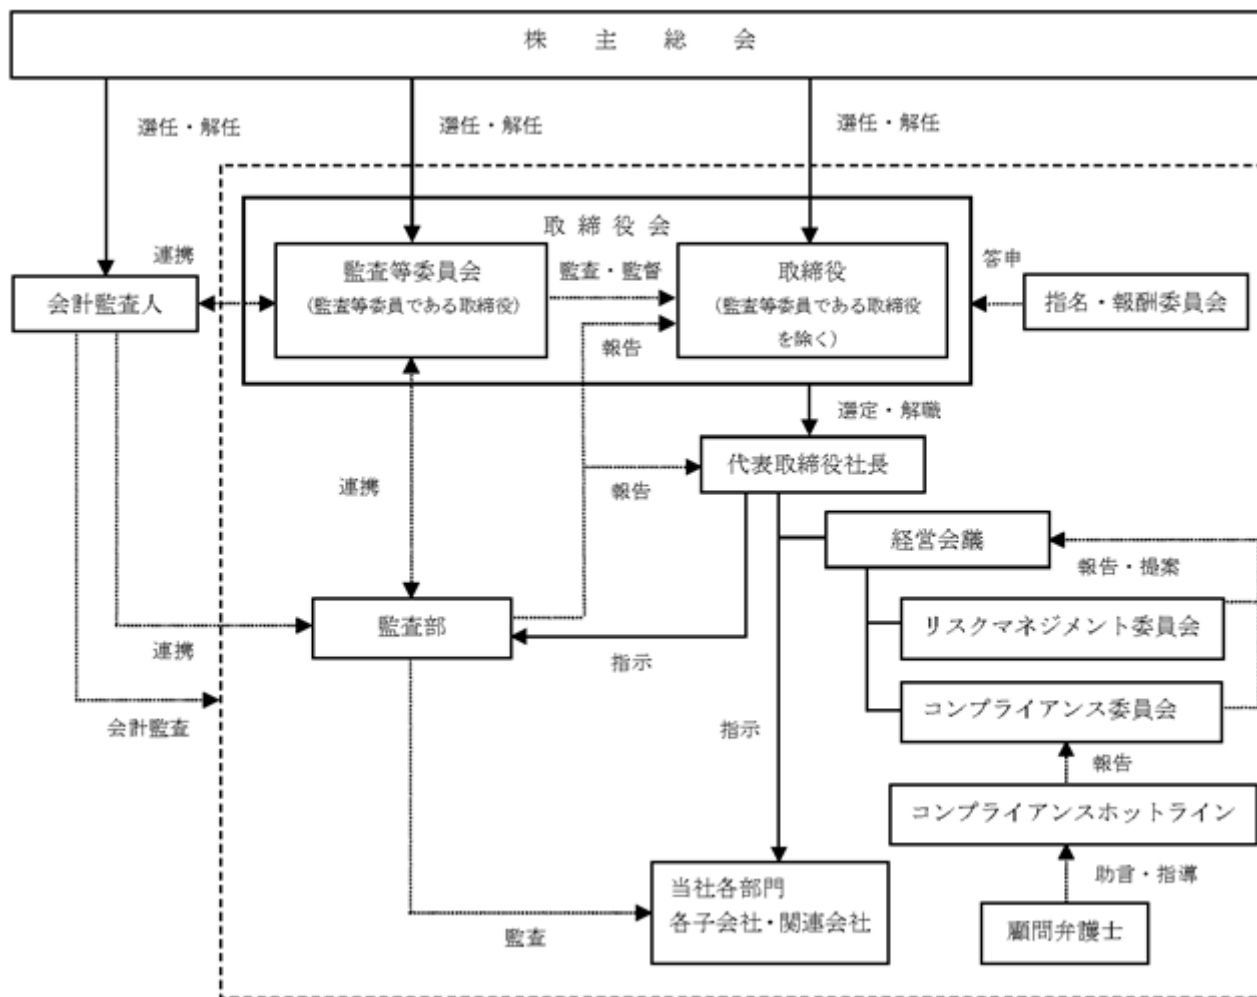 株主総会
選任・解任
選任・解任
選任・解任
取締役会
連携
監査等委員会
(監査等委員である取締役)
監査・監督
取締役
(監査等委員である取締役
を除く)
答申
会計監査人
指名・報酬委員会
報告
選定・解職
代表取締役社長
連携
報告
経営会議
報告・提案
監査部
リスクマネジメント委員会
連携
指示
コンプライアンス委員会
会計監査
指示
報告
コンプライアンスホットライン
当社各部門
各子会社・関連会社
助言・指導
監査
顧問弁護士